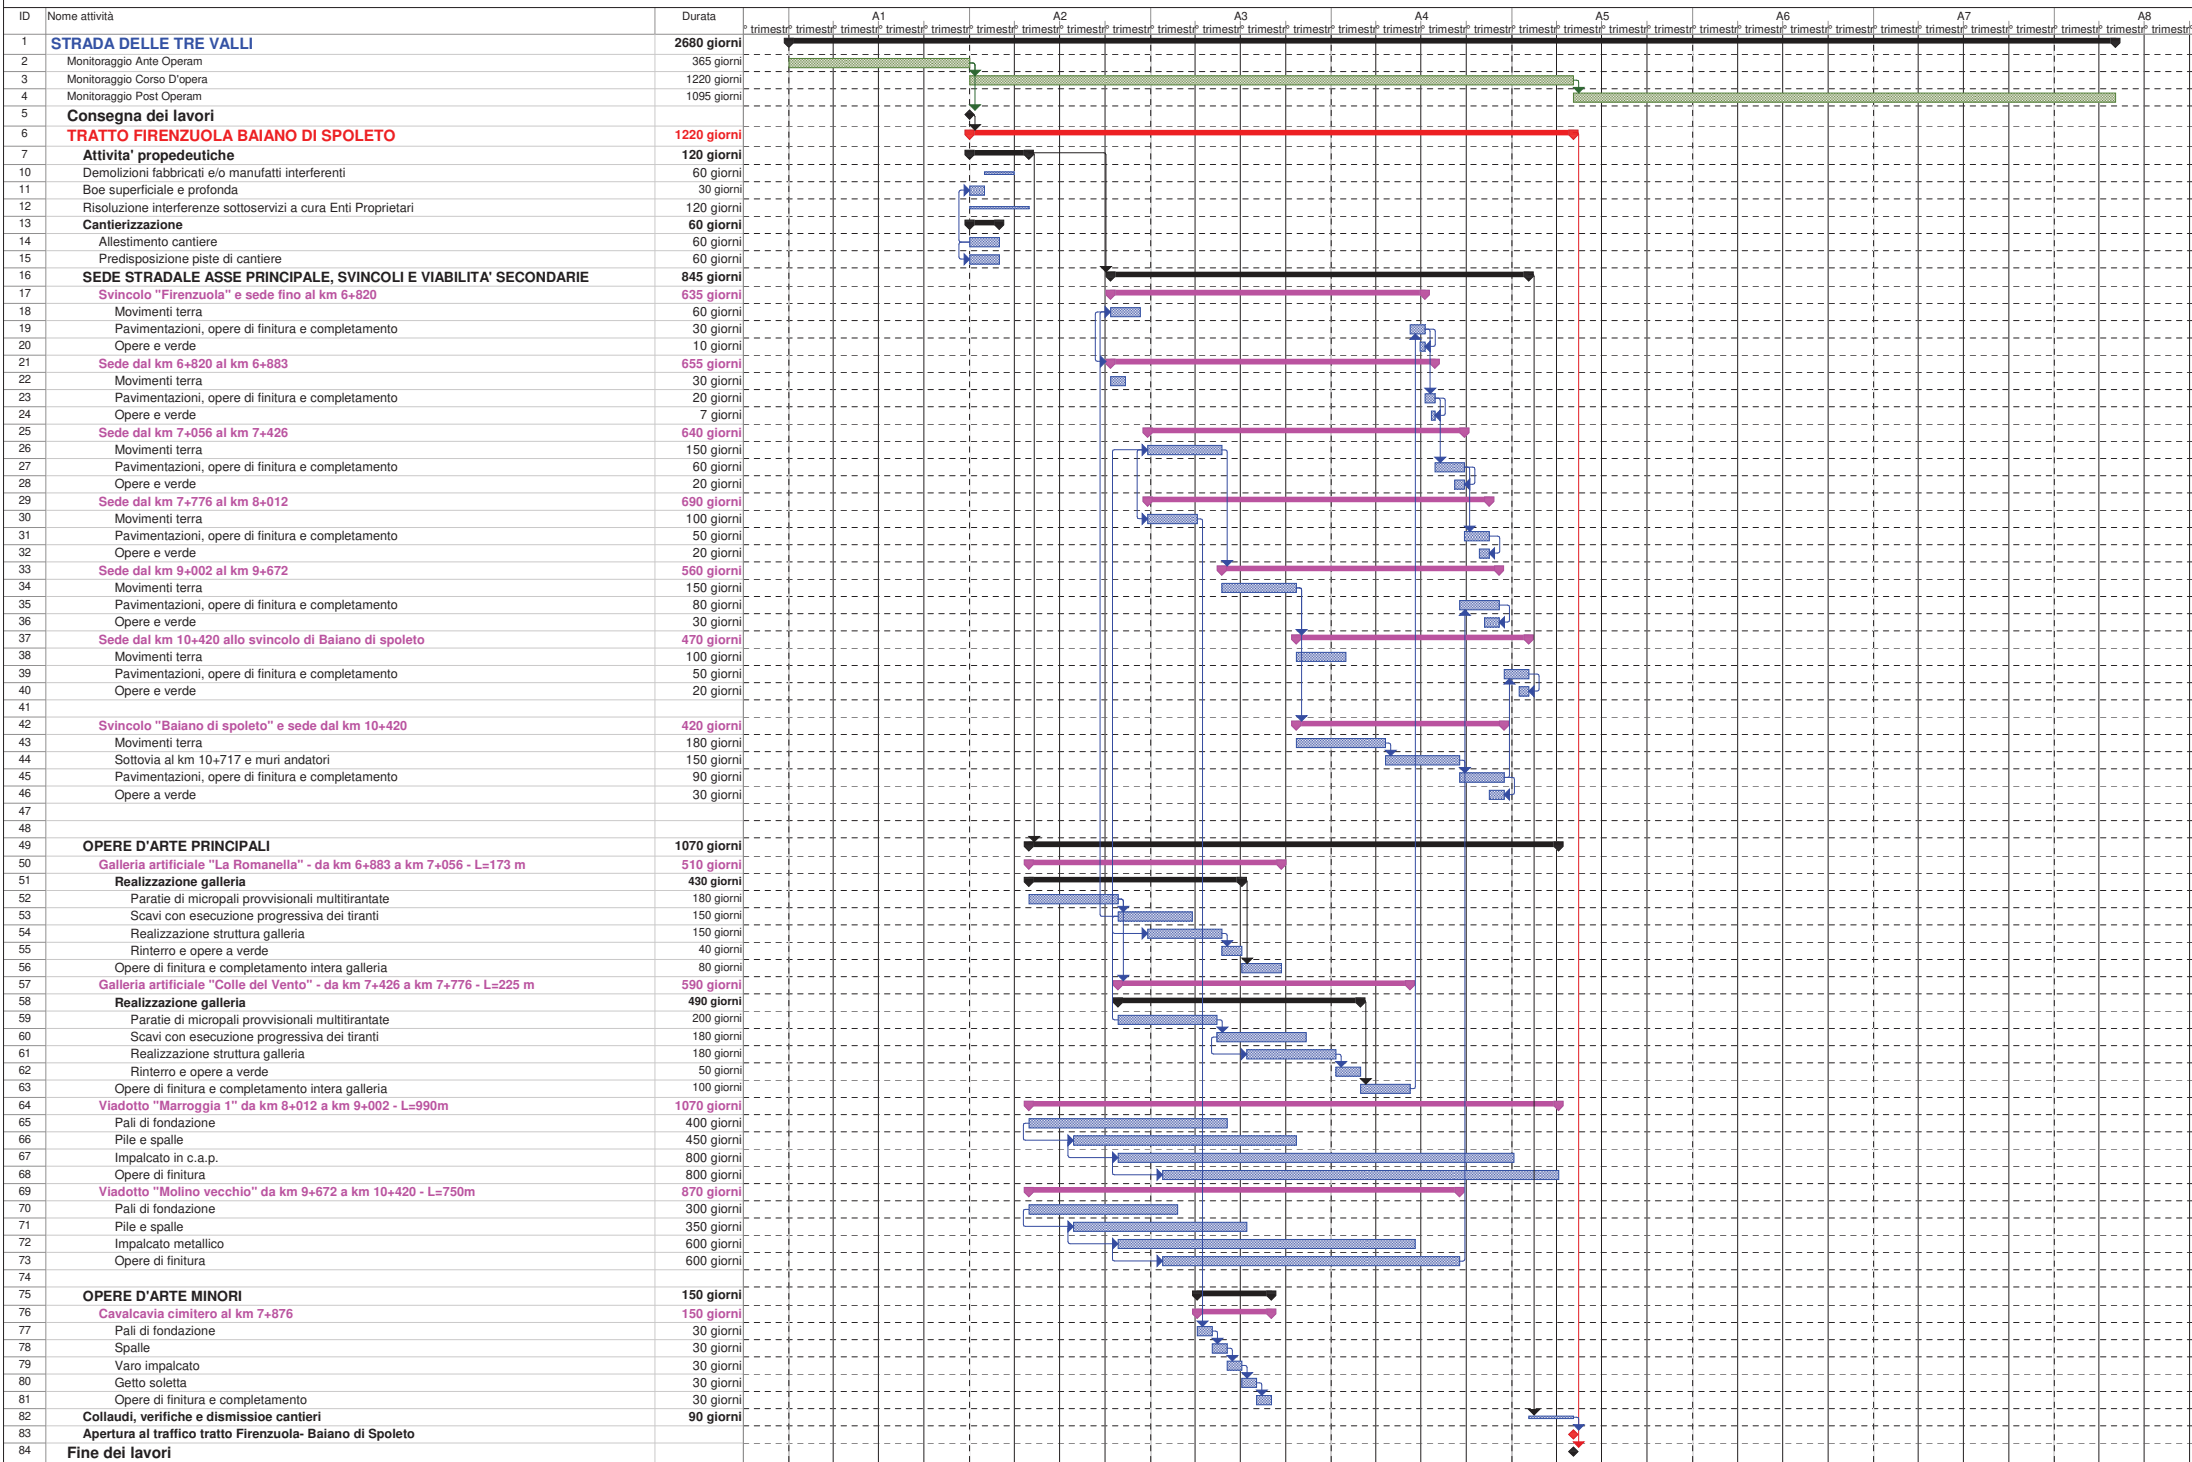 ID Nome attività Durata A1 A2 A3 A4 A5 A6 A7 A8
1 STRADA DELLE TRE VALLI 2680 giorni
2 Monitoraggio Ante Operam 365 giorni
3 Monitoraggio Corso D'opera 1220 giorni
4 Monitoraggio Post Operam 1095 giorni
5 Consegna dei lavori
6 TRATTO FIRENZUOLA BAIANO DI SPOLETO 1220 giorni
7 Attivita' propedeutiche 120 giorni
10 Demolizioni fabbricati e/o manufatti interferenti 60 giorni
11 Boe superficiale e profonda 30 giorni
12 Risoluzione interferenze sottoservizi a cura Enti Proprietari 120 giorni
13 Cantierizzazione 60 giorni
14 Allestimento cantiere 60 giorni
15 Predisposizione piste di cantiere 60 giorni
16 SEDE STRADALE ASSE PRINCIPALE, SVINCOLI E VIABILITA' SECONDARIE 845 giorni
17 Svincolo "Firenzuola" e sede fino al km 6+820 635 giorni
18 Movimenti terra 60 giorni
19 Pavimentazioni, opere di finitura e completamento 30 giorni
20 Opere e verde 10 giorni
21 Sede dal km 6+820 al km 6+883 655 giorni
22 Movimenti terra 30 giorni
23 Pavimentazioni, opere di finitura e completamento 20 giorni
24 Opere e verde 7 giorni
25 Sede dal km 7+056 al km 7+426 640 giorni
26 Movimenti terra 150 giorni
27 Pavimentazioni, opere di finitura e completamento 60 giorni
28 Opere e verde 20 giorni
29 Sede dal km 7+776 al km 8+012 690 giorni
30 Movimenti terra 100 giorni
31 Pavimentazioni, opere di finitura e completamento 50 giorni
32 Opere e verde 20 giorni
33 Sede dal km 9+002 al km 9+672 560 giorni
34 Movimenti terra 150 giorni
35 Pavimentazioni, opere di finitura e completamento 80 giorni
36 Opere e verde 30 giorni
37 Sede dal km 10+420 allo svincolo di Baiano di spoleto 470 giorni
38 Movimenti terra 100 giorni
39 Pavimentazioni, opere di finitura e completamento 50 giorni
40 Opere e verde 20 giorni
41
42 Svincolo "Baiano di spoleto" e sede dal km 10+420 420 giorni
43 Movimenti terra 180 giorni
44 Sottovia al km 10+717 e muri andatori 150 giorni
45 Pavimentazioni, opere di finitura e completamento 90 giorni
46 Opere a verde 30 giorni
47
48
49 OPERE D'ARTE PRINCIPALI 1070 giorni
50 Galleria artificiale "La Romanella" - da km 6+883 a km 7+056 - L=173 m 510 giorni
51 Realizzazione galleria 430 giorni
52 Paratie di micropali provvisionali multitirantate 180 giorni
53 Scavi con esecuzione progressiva dei tiranti 150 giorni
54 Realizzazione struttura galleria 150 giorni
55 Rinterro e opere a verde 40 giorni
56 Opere di finitura e completamento intera galleria 80 giorni
57 Galleria artificiale "Colle del Vento" - da km 7+426 a km 7+776 - L=225 m 590 giorni
58 Realizzazione galleria 490 giorni
59 Paratie di micropali provvisionali multitirantate 200 giorni
60 Scavi con esecuzione progressiva dei tiranti 180 giorni
61 Realizzazione struttura galleria 180 giorni
62 Rinterro e opere a verde 50 giorni
63 Opere di finitura e completamento intera galleria 100 giorni
64 Viadotto "Marroggia 1" da km 8+012 a km 9+002 - L=990m 1070 giorni
65 Pali di fondazione 400 giorni
66 Pile e spalle 450 giorni
67 Impalcato in c.a.p. 800 giorni
68 Opere di finitura 800 giorni
69 Viadotto "Molino vecchio" da km 9+672 a km 10+420 - L=750m 870 giorni
70 Pali di fondazione 300 giorni
71 Pile e spalle 350 giorni
72 Impalcato metallico 600 giorni
73 Opere di finitura 600 giorni
74
75 OPERE D'ARTE MINORI 150 giorni
76 Cavalcavia cimitero al km 7+876 150 giorni
77 Pali di fondazione 30 giorni
78 Spalle 30 giorni
79 Varo impalcato 30 giorni
80 Getto soletta 30 giorni
81 Opere di finitura e completamento 30 giorni
82 Collaudi, verifiche e dismissioe cantieri 90 giorni
83 Apertura al traffico tratto Firenzuola- Baiano di Spoleto
84 Fine dei lavori